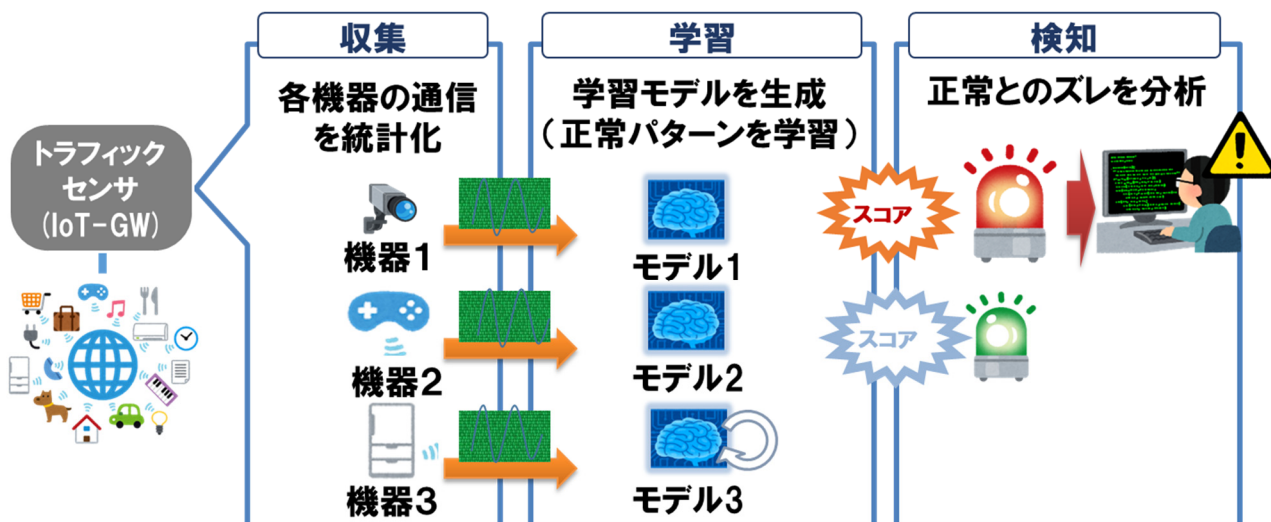 収集
学習
検知
トラフィック
センサ
(IoT-GW)
各機器の通信
を統計化
機器1
機器2
機器3
学習モデルを生成
（正常パターンを学習）
モデル1
モデル2
モデル3
正常とのズレを分析
スコア
スコア